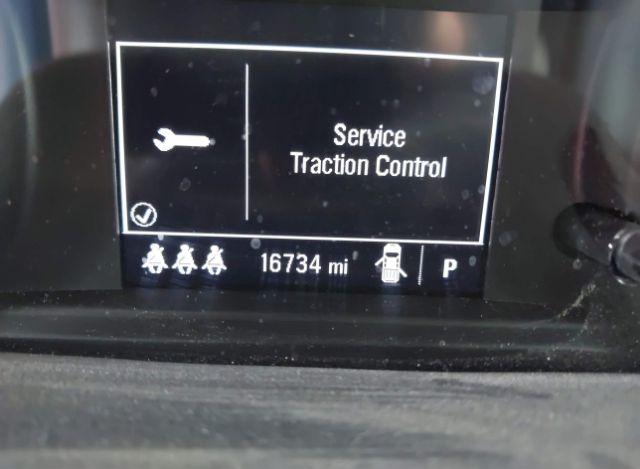 Service
Traction Control
16734 mi
P